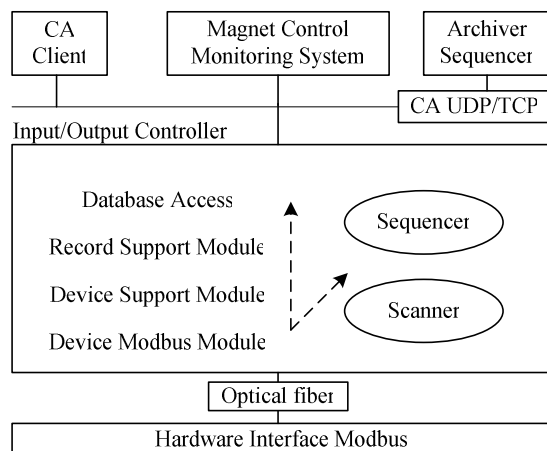 CA
Client
Magnet Control
Monitoring System
Archiver
Sequencer
CA UDP/TCP
Input/Output Controller
Database Access
Record Support Module
Device Support Module
Device Modbus Module
Sequencer
Scanner
Optical fiber
Hardware Interface Modbus